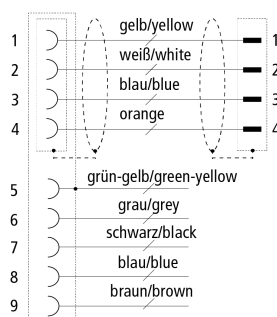 1 gelb/yellow 1
2 weiß/white 2
3 blau/blue 3
4 orange 4
5 grün-gelb/green-yellow
6 grau/grey
7 schwarz/black
8 blau/blue
9 braun/brown